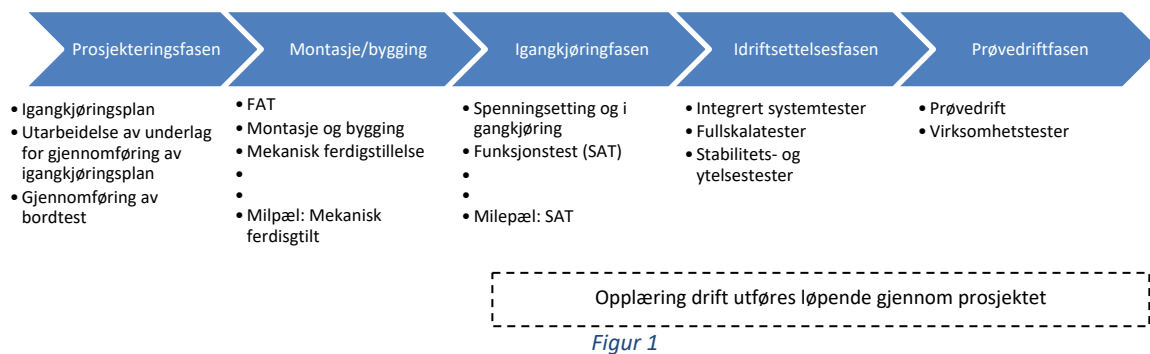 Prosjekteringsfasen
Montasje/bygging
Igangkjøringfasen
Idriftsettelsesfasen
Prøvedriftfasen
• Igangkjøringsplan
• Utarbeidelse av underlag
for gjennomføring av
igangkjøringsplan
• Gjennomføring av
bordtest
• FAT
• Montasje og bygging
• Mekanisk ferdigstillelse
•
•
• Milpæl: Mekanisk
ferdisgtilt
• Spenningsetting og i
gangkjøring
• Funksjonstest (SAT)
•
•
• Milepæl: SAT
• Integrert systemtester
• Fullskalatester
• Stabilitets- og
ytelsestester
• Prøvedrift
• Virksomhetstester
Opplæring drift utføres løpende gjennom prosjektet
Figur 1